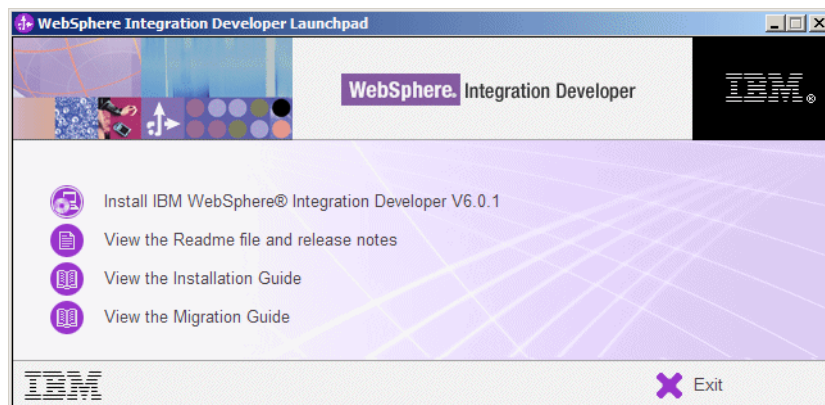 WebSphere Integration Developer Launchpad
WebSphere. Integration Developer
IBM®
Install IBM WebSphere® Integration Developer V6.0.1
View the Readme file and release notes
View the Installation Guide
View the Migration Guide
IBM
Exit